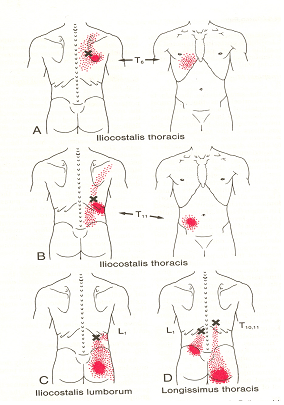 T₆
A
Iliocostalis thoracis
T₁₁
B
Iliocostalis thoracis
L₁
L₁
T₁₀,₁₁
C
Iliocostalis lumborum
D
Longissimus thoracis